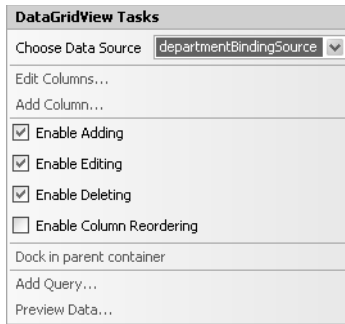 DataGridView Tasks
Choose Data Source departmentBindingSource
Edit Columns...
Add Column...
Enable Adding
Enable Editing
Enable Deleting
Enable Column Reordering
Dock in parent container
Add Query...
Preview Data...